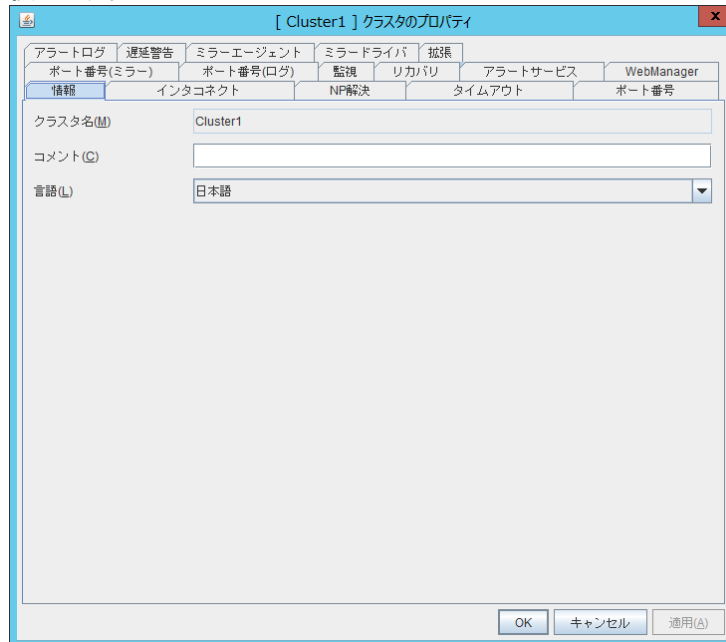 [ Cluster1 ] クラスタのプロパティ
x
アラートログ 遅延警告 ミラーエージェント ミラードライバ 拡張
ポート番号(ミラー) ポート番号(ログ) 監視 リカバリ アラートサービス WebManager
情報 インタコネクト NP解決 タイムアウト ポート番号
クラスタ名(M) Cluster1
コメント(C)
言語(L) 日本語
OK キャンセル 適用(A)